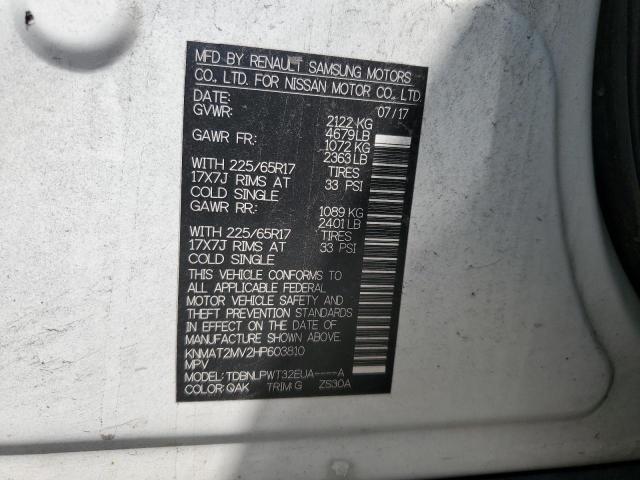 MFD BY RENAULT SAMSUNG MOTORS
CO., LTD. FOR NISSAN MOTOR CO., LTD.
DATE: 07/17
GVWR: 2122 KG
4679 LB
GAWR FR: 1072 KG
2363 LB
WITH 225/65R17 TIRES
17X7J RIMS AT 33 PSI
COLD SINGLE
GAWR RR: 1089 KG
2401 LB
WITH 225/65R17 TIRES
17X7J RIMS AT 33 PSI
COLD SINGLE
THIS VEHICLE CONFORMS TO
ALL APPLICABLE FEDERAL
MOTOR VEHICLE SAFETY AND
THEFT PREVENTION STANDARDS
IN EFFECT ON THE DATE OF
MANUFACTURE SHOWN ABOVE.
KNMAT2MV2HP603810
MPV
MODEL: TDBNLPWT32EUA----A
COLOR: QAK TRIM: G ZS30A